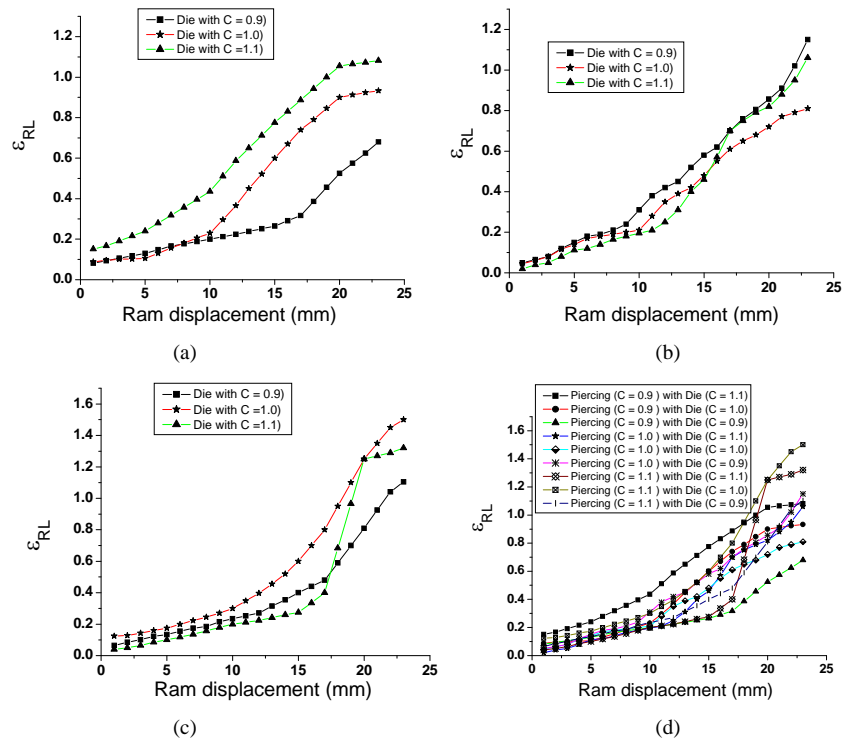 Die with C = 0.9)
Die with C = 1.0)
Die with C =1.1)
1.2
1.0
0.8
0.6
0.4
0.2
0.0
ε_RL
0 5 10 15 20 25
Ram displacement (mm)
(a)
Die with C = 0.9)
Die with C =1.0)
Die with C =1.1)
1.2
1.0
0.8
0.6
0.4
0.2
0.0
ε_RL
0 5 10 15 20 25
Ram displacement (mm)
(b)
Die with C = 0.9)
Die with C =1.0)
Die with C =1.1)
1.6
1.4
1.2
1.0
0.8
0.6
0.4
0.2
0.0
ε_RL
0 5 10 15 20 25
Ram displacement (mm)
(c)
Piercing (C = 0.9 ) with Die (C = 1.1)
Piercing (C = 0.9 ) with Die (C = 1.0)
Piercing (C = 0.9 ) with Die (C = 0.9)
Piercing (C = 1.0 ) with Die (C = 1.1)
Piercing (C = 1.0 ) with Die (C = 1.0)
Piercing (C = 1.0 ) with Die (C = 0.9)
Piercing (C = 1.1 ) with Die (C = 1.1)
Piercing (C = 1.1 ) with Die (C = 1.0)
Piercing (C = 1.1 ) with Die (C = 0.9)
1.6
1.4
1.2
1.0
0.8
0.6
0.4
0.2
0.0
ε_RL
0 5 10 15 20 25
Ram displacement (mm)
(d)